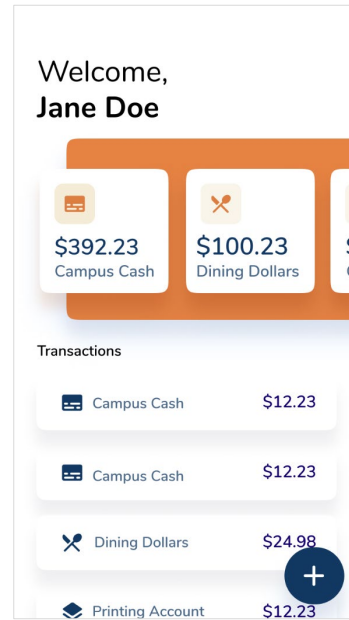 Welcome,
Jane Doe
$392.23
Campus Cash
$100.23
Dining Dollars
Transactions
Campus Cash $12.23
Campus Cash $12.23
Dining Dollars $24.98
Printing Account $12.23